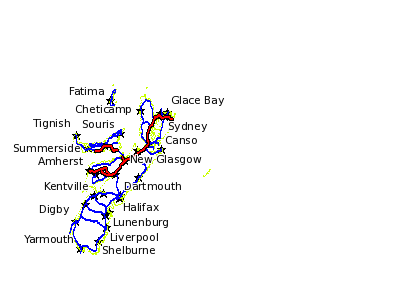 Fatima
Glace Bay
Cheticamp
Tignish
Souris
Sydney
Canso
Summerside
Amherst
New Glasgow
Kentville
Dartmouth
Digby
Halifax
Lunenburg
Yarmouth
Liverpool
Shelburne